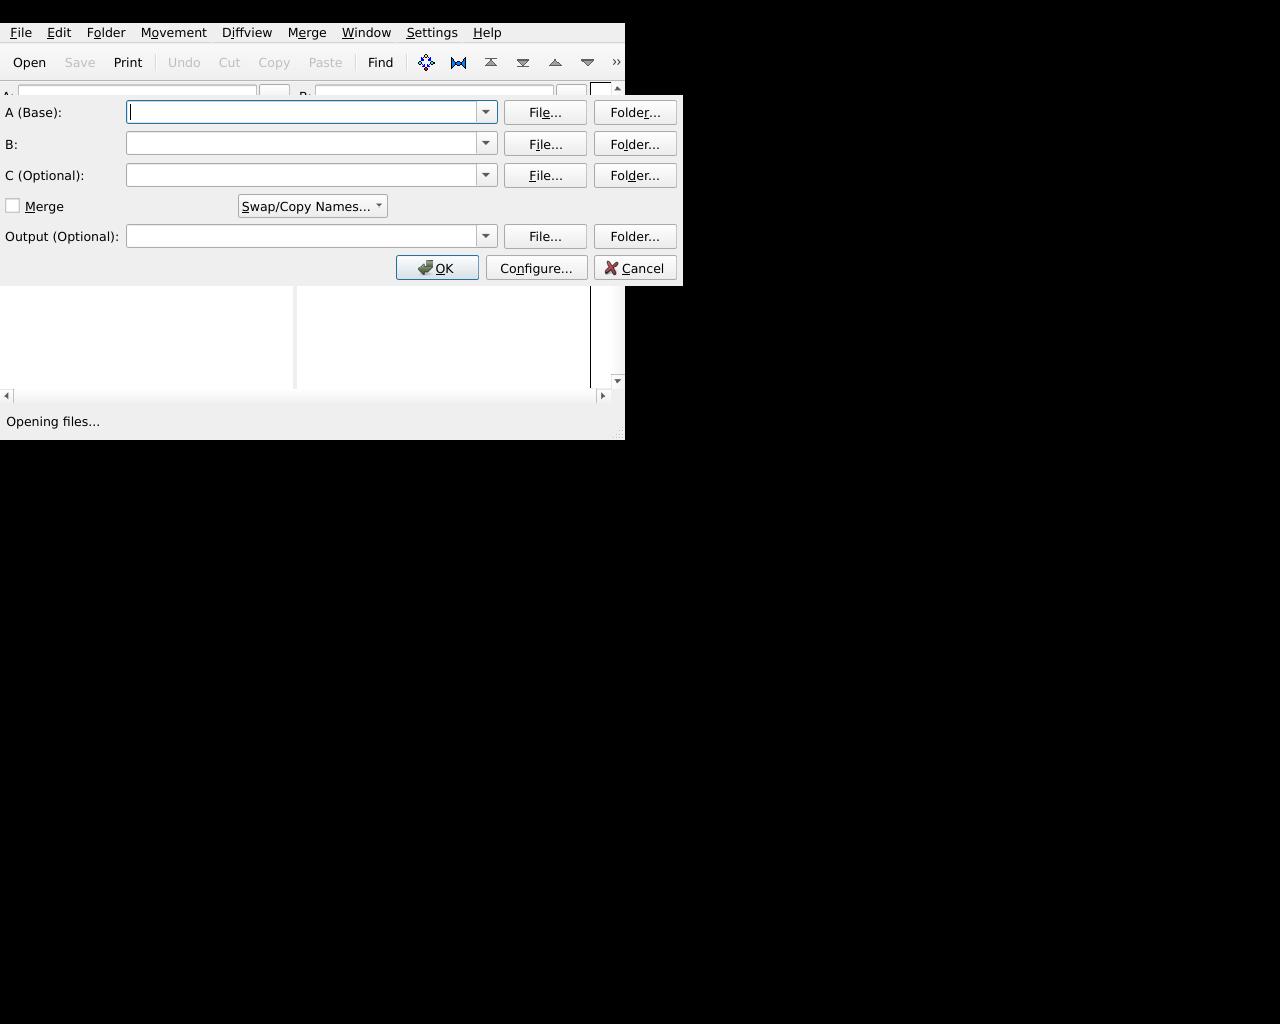 File Edit Folder Movement Diffview Merge Window Settings Help
Open Save Print Undo Cut Copy Paste Find »
A (Base): File... Folder...
B: File... Folder...
C (Optional): File... Folder...
Merge Swap/Copy Names...
Output (Optional): File... Folder...
OK Configure... Cancel
Opening files...